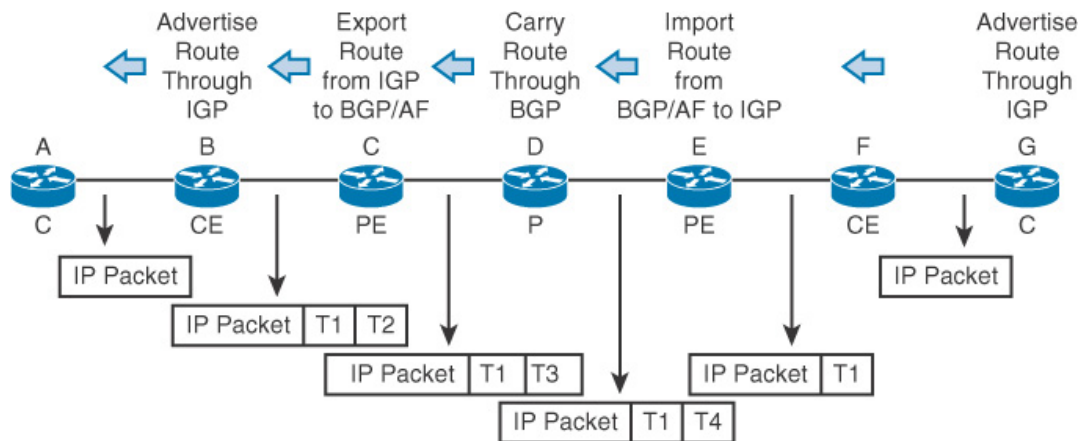 Advertise
Route
Through
IGP
Export
Route
from IGP
to BGP/AF
Carry
Route
Through
BGP
Import
Route
from
BGP/AF to IGP
Advertise
Route
Through
IGP
A B C D E F G
C CE PE P PE CE C
IP Packet
IP Packet
IP Packet T1 T2
IP Packet T1 T3
IP Packet T1
IP Packet T1 T4